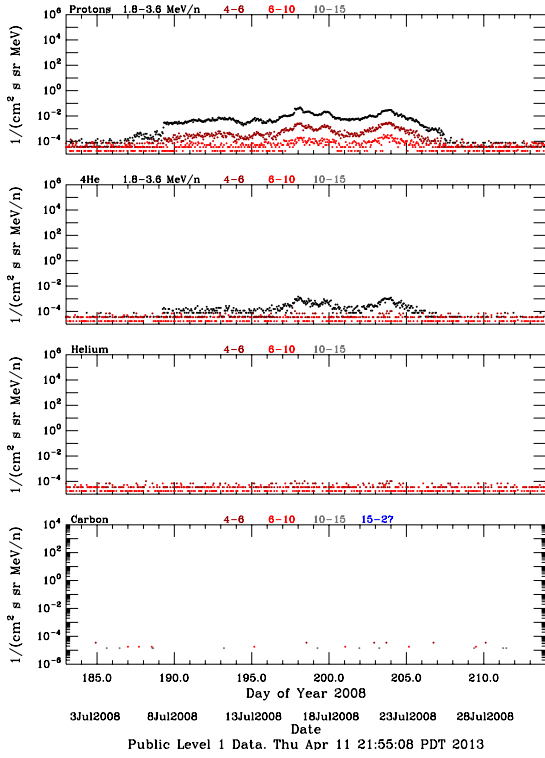 Protons 1.8-3.6 MeV/n 4-6 6-10 10-15
10^6
10^4
10^2
10^0
10^-2
10^-4
1/(cm^2 s sr MeV)
4He 1.8-3.6 MeV/n 4-6 6-10 10-15
10^6
10^4
10^2
10^0
10^-2
10^-4
1/(cm^2 s sr MeV/n)
Helium 4-6 6-10 10-15
10^6
10^4
10^2
10^0
10^-2
10^-4
1/(cm^2 s sr MeV/n)
Carbon 4-6 6-10 10-15 15-27
10^4
10^2
10^0
10^-2
10^-4
10^-6
1/(cm^2 s sr MeV/n)
185.0 190.0 195.0 200.0 205.0 210.0
Day of Year 2008
3Jul2008 8Jul2008 13Jul2008 18Jul2008 23Jul2008 28Jul2008
Date
Public Level 1 Data. Thu Apr 11 21:55:08 PDT 2013